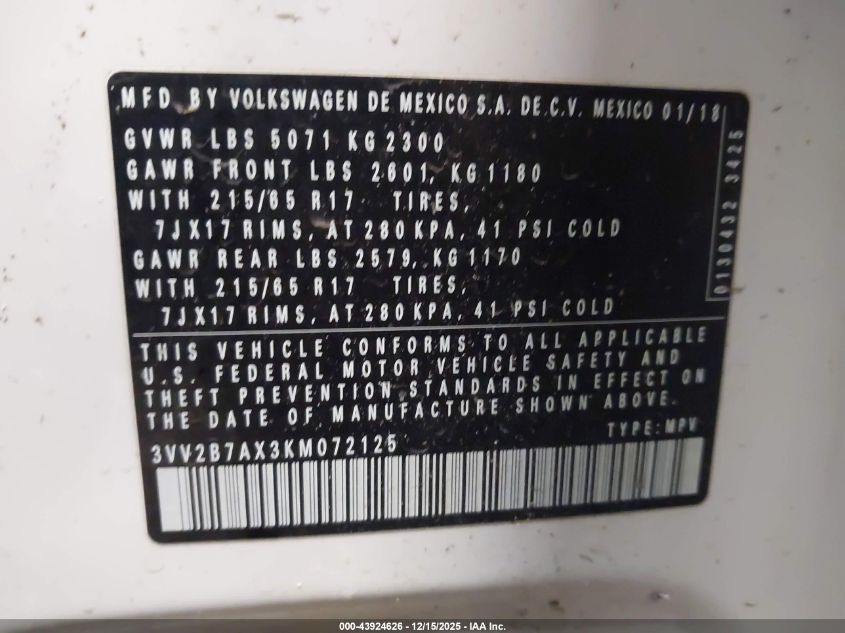 MFD. BY VOLKSWAGEN DE MEXICO S.A. DE C.V. MEXICO 01/18
GVWR LBS 5071 KG 2300
GAWR FRONT LBS 2601, KG 1180
WITH 215/65 R17 TIRES,
7JX17 RIMS, AT 280 KPA, 41 PSI COLD
GAWR REAR LBS 2579, KG 1170
WITH 215/65 R17 TIRES,
7JX17 RIMS, AT 280 KPA, 41 PSI COLD
0130432 3425
THIS VEHICLE CONFORMS TO ALL APPLICABLE
U.S. FEDERAL MOTOR VEHICLE SAFETY AND
THEFT PREVENTION STANDARDS IN EFFECT ON
THE DATE OF MANUFACTURE SHOWN ABOVE.
TYPE: MPV
3VV2B7AX3KM072125
000-43924626 - 12/15/2025 - IAA Inc.